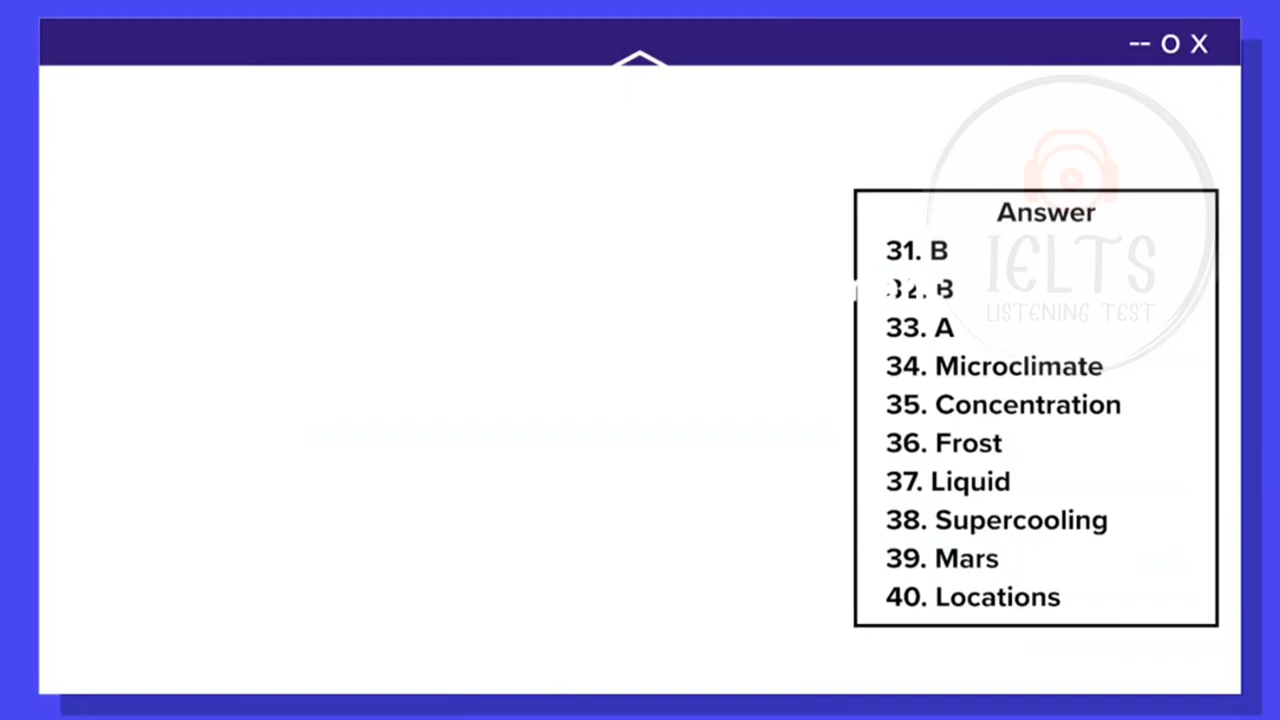 -- O X
Answer
31. B
32. B
33. A
34. Microclimate
35. Concentration
36. Frost
37. Liquid
38. Supercooling
39. Mars
40. Locations
IELTS
LISTENING TEST